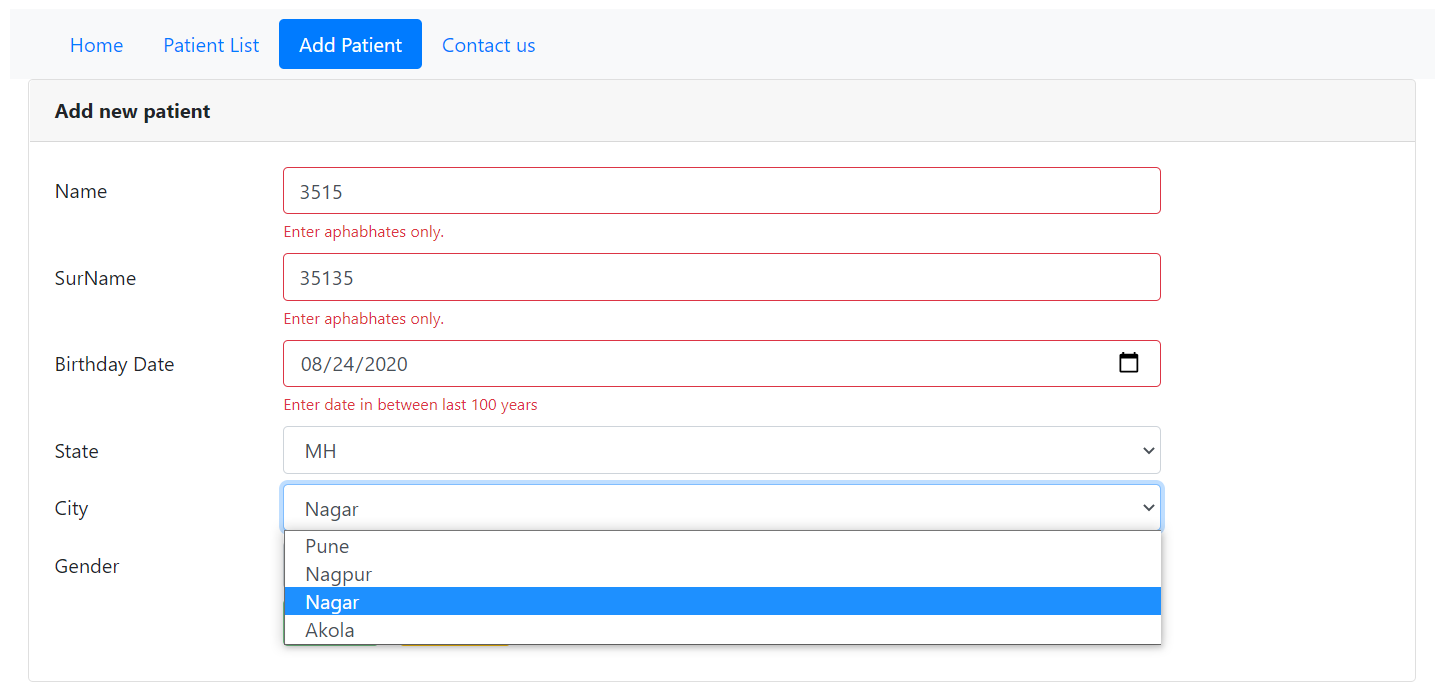 Home Patient List Add Patient Contact us
Add new patient
Name 3515
Enter aphabhates only.
SurName 35135
Enter aphabhates only.
Birthday Date 08/24/2020
Enter date in between last 100 years
State MH
City Nagar
Pune
Gender
Nagpur
Nagar
Akola